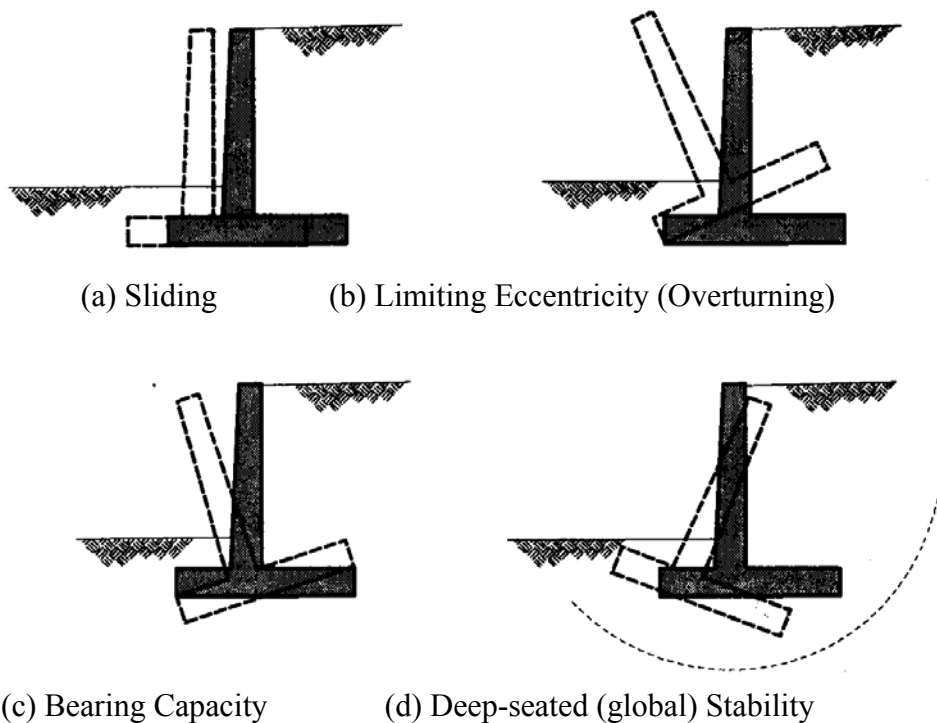 (a) Sliding
(b) Limiting Eccentricity (Overturning)
(c) Bearing Capacity
(d) Deep-seated (global) Stability